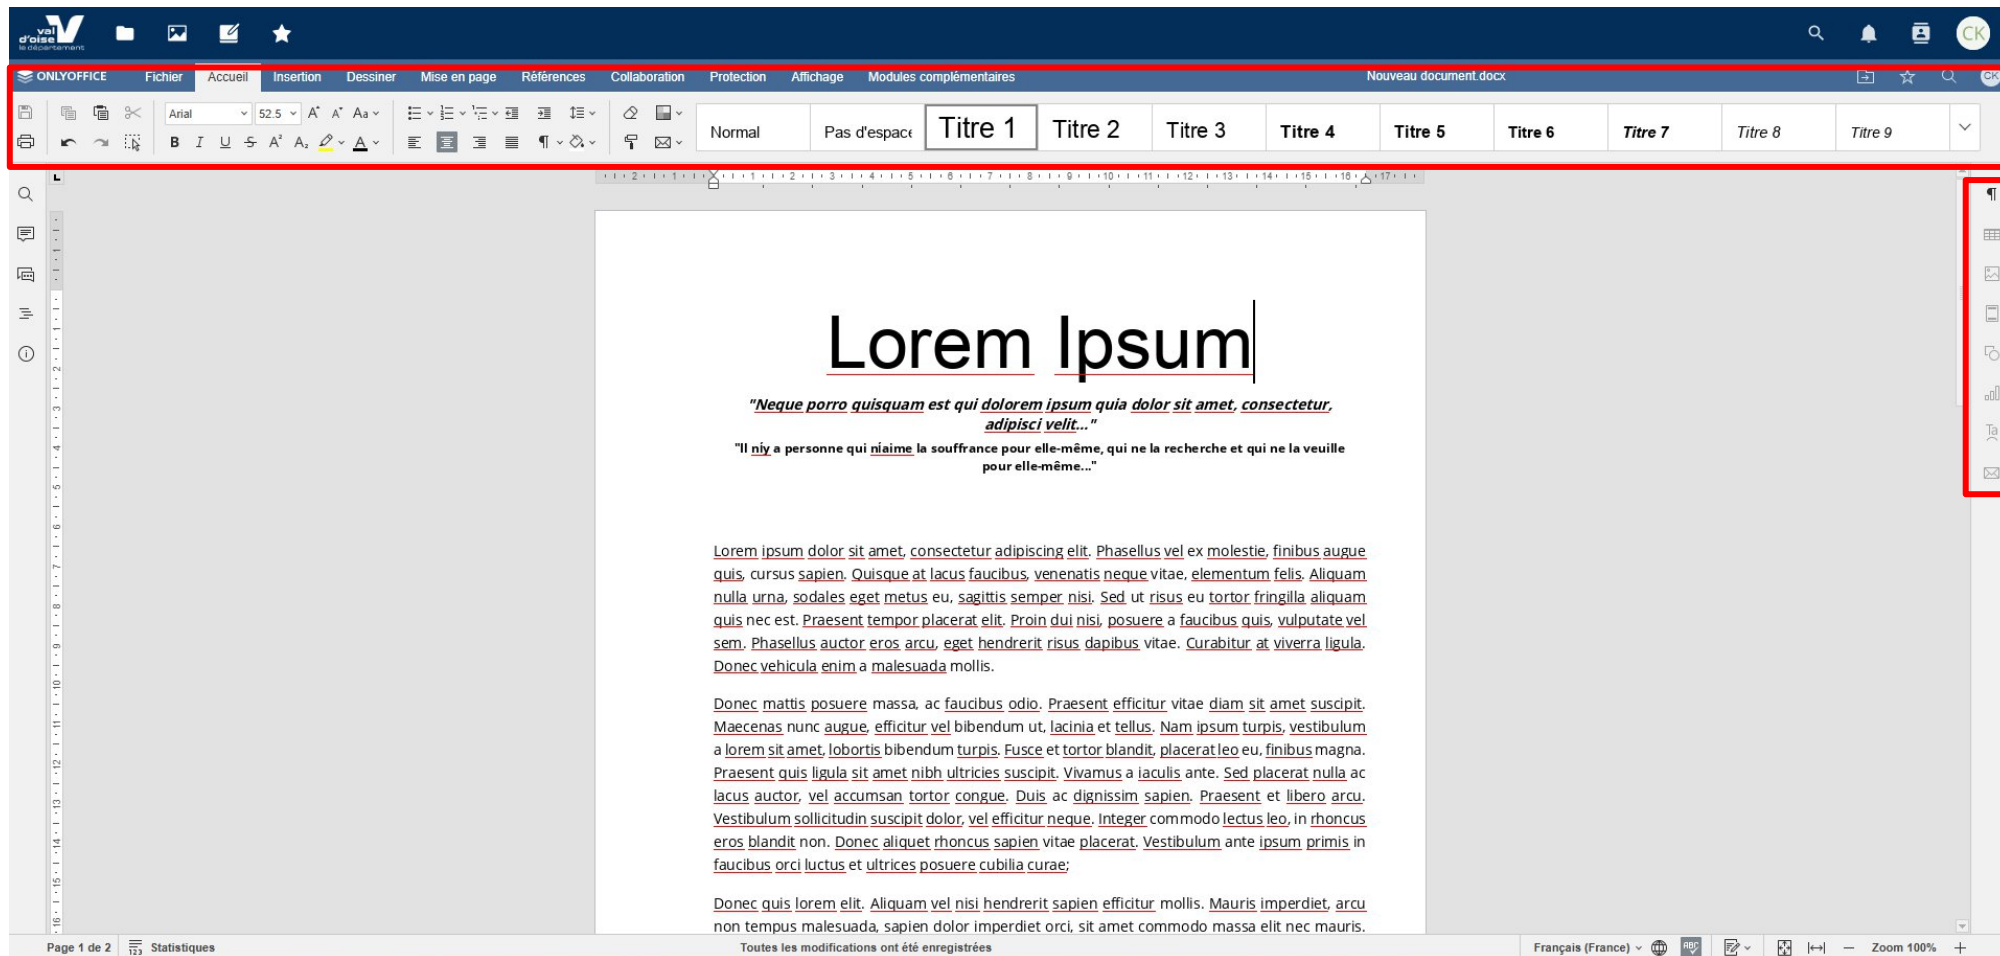 val
d'oise
le département
CK
ONLYOFFICE Fichier Accueil Insertion Dessiner Mise en page Références Collaboration Protection Affichage Modules complémentaires Nouveau document.docx CK
Arial 52.5 Aa
Normal Pas d'espace Titre 1 Titre 2 Titre 3 Titre 4 Titre 5 Titre 6 Titre 7 Titre 8 Titre 9
Lorem Ipsum
"Neque porro quisquam est qui dolorem ipsum quia dolor sit amet, consectetur,
adipisci velit..."
"Il níy a personne qui níaime la souffrance pour elle-même, qui ne la recherche et qui ne la veuille
pour elle-même..."
Lorem ipsum dolor sit amet, consectetur adipiscing elit. Phasellus vel ex molestie, finibus augue
quis, cursus sapien. Quisque at lacus faucibus, venenatis neque vitae, elementum felis. Aliquam
nulla urna, sodales eget metus eu, sagittis semper nisi. Sed ut risus eu tortor fringilla aliquam
quis nec est. Praesent tempor placerat elit. Proin dui nisi, posuere a faucibus quis, vulputate vel
sem. Phasellus auctor eros arcu, eget hendrerit risus dapibus vitae. Curabitur at viverra ligula.
Donec vehicula enim a malesuada mollis.
Donec mattis posuere massa, ac faucibus odio. Praesent efficitur vitae diam sit amet suscipit.
Maecenas nunc augue, efficitur vel bibendum ut, lacinia et tellus. Nam ipsum turpis, vestibulum
a lorem sit amet, lobortis bibendum turpis. Fusce et tortor blandit, placerat leo eu, finibus magna.
Praesent quis ligula sit amet nibh ultricies suscipit. Vivamus a iaculis ante. Sed placerat nulla ac
lacus auctor, vel accumsan tortor congue. Duis ac dignissim sapien. Praesent et libero arcu.
Vestibulum sollicitudin suscipit dolor, vel efficitur neque. Integer commodo lectus leo, in rhoncus
eros blandit non. Donec aliquet rhoncus sapien vitae placerat. Vestibulum ante ipsum primis in
faucibus orci luctus et ultrices posuere cubilia curae;
Donec quis lorem elit. Aliquam vel nisi hendrerit sapien efficitur mollis. Mauris imperdiet, arcu
non tempus malesuada, sapien dolor imperdiet orci, sit amet commodo massa elit nec mauris.
Page 1 de 2 Statistiques Toutes les modifications ont été enregistrées Français (France) Zoom 100%